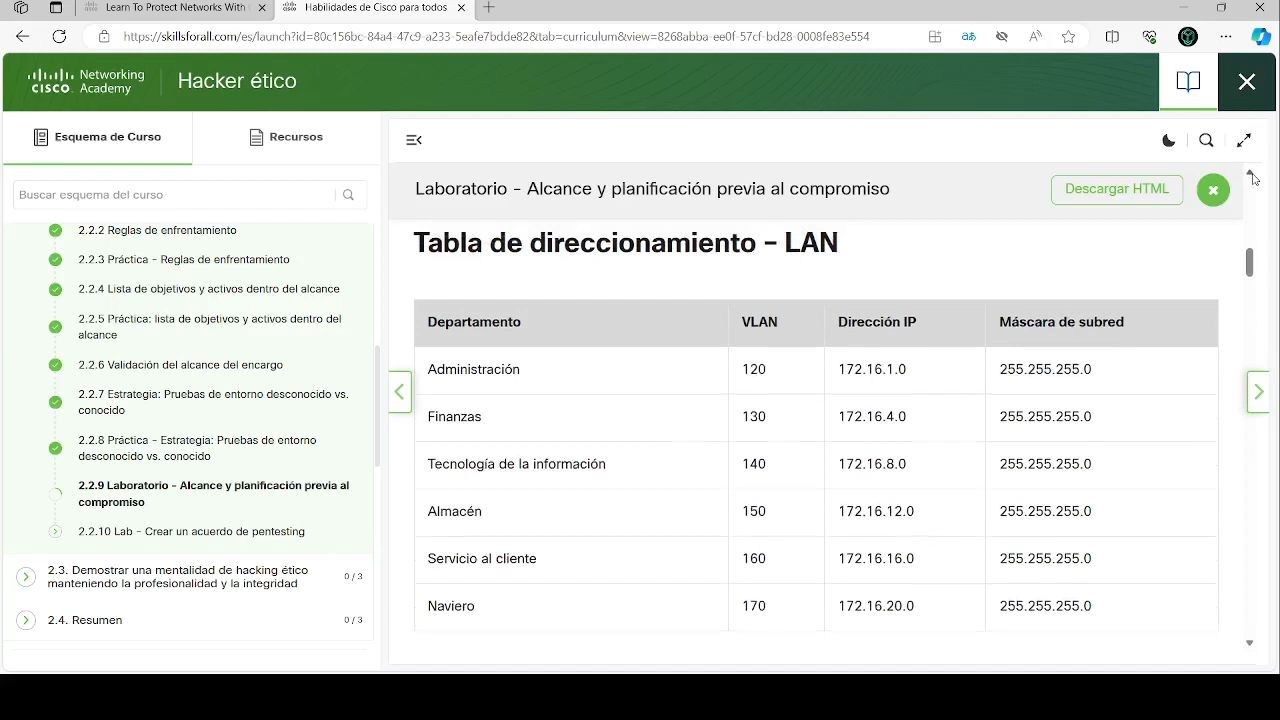 Learn To Protect Networks With
Habilidades de Cisco para todos
https://skillsforall.com/es/launch?id=80c156bc-84a4-47c9-a233-5eafe7bdde82&tab=curriculum&view=8268abba-ee0f-57cf-bd28-0d08fde83e554
CISCO Networking Academy
Hacker ético
Esquema de Curso
Recursos
Buscar esquema del curso
2.2.2 Reglas de enfrentamiento
2.2.3 Práctica - Reglas de enfrentamiento
2.2.4 Lista de objetivos y activos dentro del alcance
2.2.5 Práctica: lista de objetivos y activos dentro del
alcance
2.2.6 Validación del alcance del encargo
2.2.7 Estrategia: Pruebas de entorno desconocido vs.
conocido
2.2.8 Práctica - Estrategia: Pruebas de entorno
desconocido vs. conocido
2.2.9 Laboratorio - Alcance y planificación previa al
compromiso
2.2.10 Lab - Crear un acuerdo de pentesting
2.3. Demostrar una mentalidad de hacking ético
manteniendo la profesionalidad y la integridad
0 / 3
2.4. Resumen
0 / 3
Laboratorio - Alcance y planificación previa al compromiso
Descargar HTML
Tabla de direccionamiento – LAN
Departamento VLAN Dirección IP Máscara de subred
Administración 120 172.16.1.0 255.255.255.0
Finanzas 130 172.16.4.0 255.255.255.0
Tecnología de la información 140 172.16.8.0 255.255.255.0
Almacén 150 172.16.12.0 255.255.255.0
Servicio al cliente 160 172.16.16.0 255.255.255.0
Naviero 170 172.16.20.0 255.255.255.0